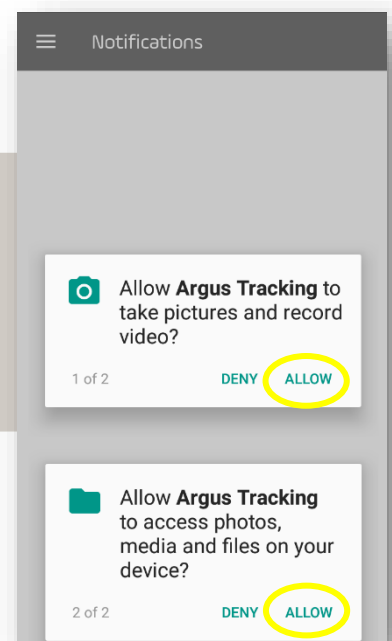 Notifications
Allow Argus Tracking to
take pictures and record
video?
1 of 2
DENY
ALLOW
Allow Argus Tracking
to access photos,
media and files on your
device?
2 of 2
DENY
ALLOW